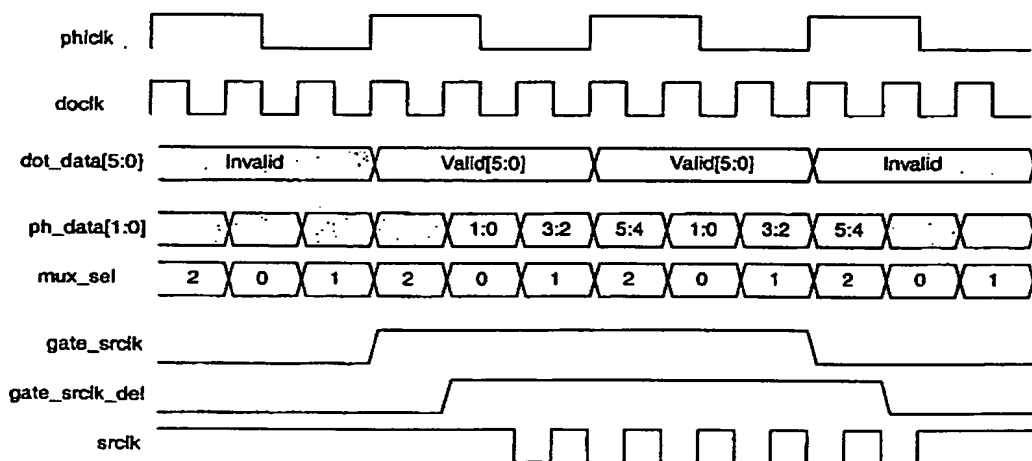 phiclk
doclk
dot_data[5:0] Invalid Valid[5:0] Valid[5:0] Invalid
ph_data[1:0] 1:0 3:2 5:4 1:0 3:2 5:4
mux_sel 2 0 1 2 0 1 2 0 1 2 0 1
gate_srclk
gate_srclk_del
srclk